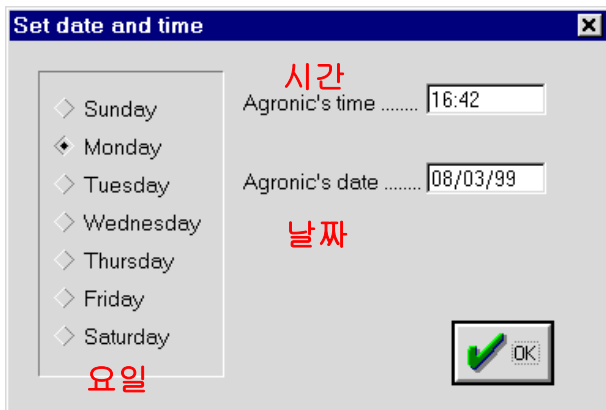 Set date and time
Sunday
Monday
Tuesday
Wednesday
Thursday
Friday
Saturday
요일
시간
Agronic's time ........ 16:42
Agronic's date ........ 08/03/99
날짜
OK